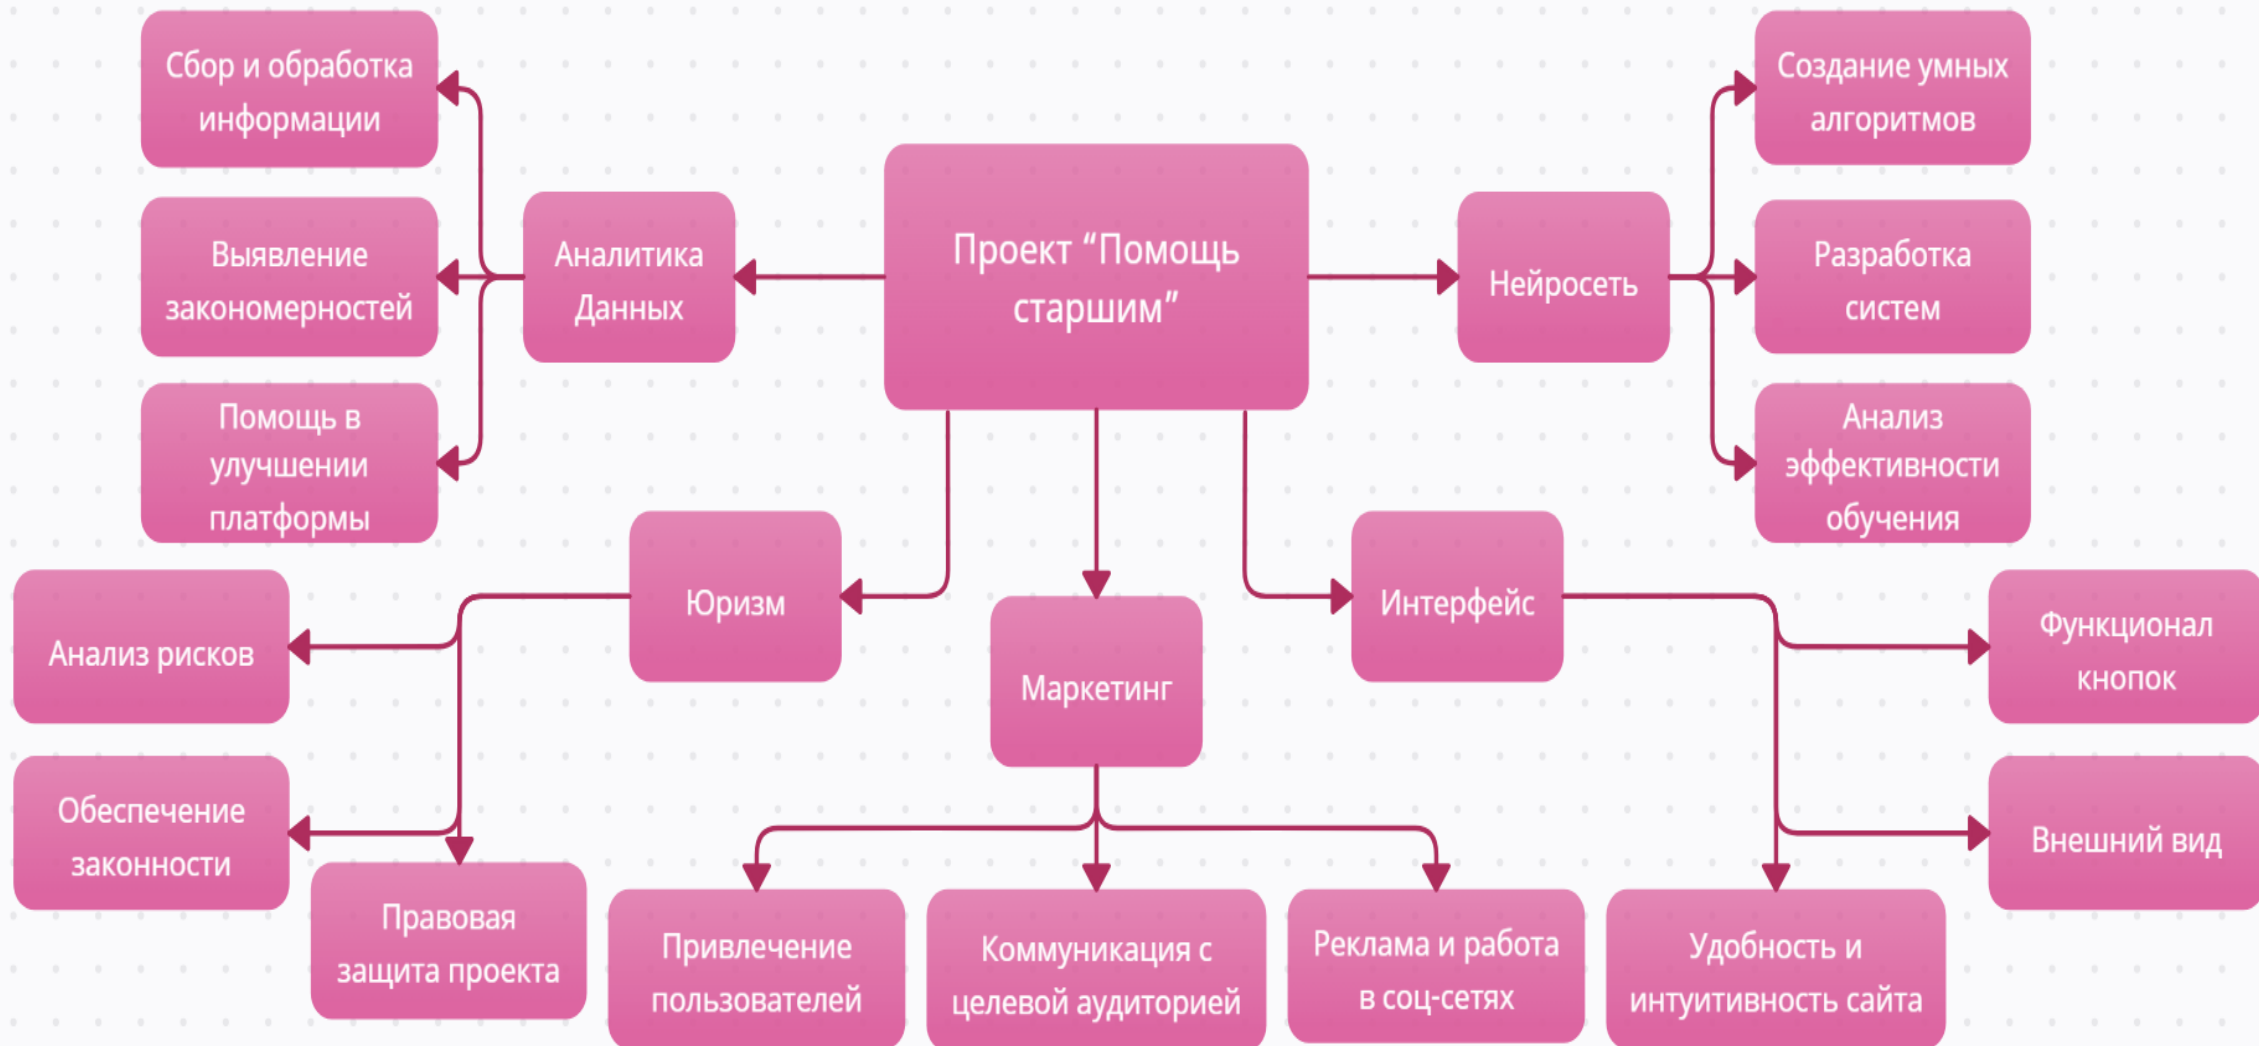 Проект “Помощь
старшим”
Аналитика
Данных
Сбор и обработка
информации
Выявление
закономерностей
Помощь в
улучшении
платформы
Нейросеть
Создание умных
алгоритмов
Разработка
систем
Анализ
эффективности
обучения
Юризм
Анализ рисков
Обеспечение
законности
Правовая
защита проекта
Маркетинг
Привлечение
пользователей
Коммуникация с
целевой аудиторией
Реклама и работа
в соц-сетях
Интерфейс
Функционал
кнопок
Внешний вид
Удобность и
интуитивность сайта